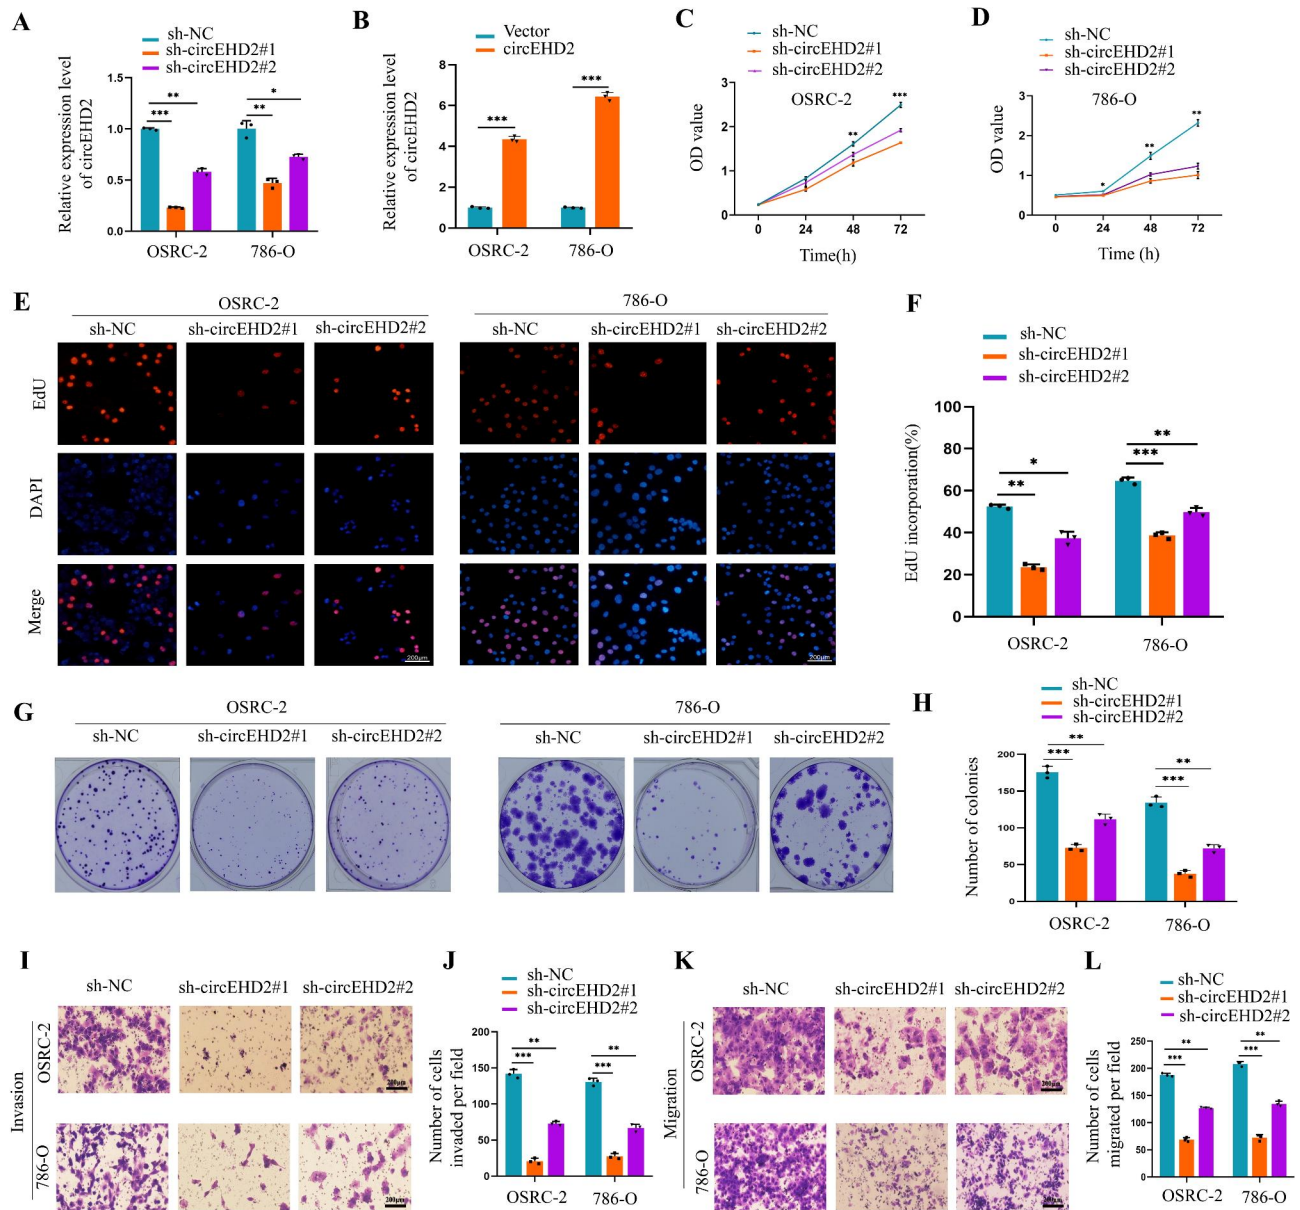 A
sh-NC
sh-circEHD2#1
sh-circEHD2#2
Relative expression level
of circEHD2
1.5
1.0
0.5
0.0
***
**
**
*
OSRC-2
786-O
B
Vector
circEHD2
Relative expression level
of circEHD2
8
6
4
2
0
***
***
OSRC-2
786-O
C
sh-NC
sh-circEHD2#1
sh-circEHD2#2
OSRC-2
OD value
3
2
1
0
**
***
0 24 48 72
Time(h)
D
sh-NC
sh-circEHD2#1
sh-circEHD2#2
786-O
OD value
3
2
1
0
*
**
**
0 24 48 72
Time (h)
E
OSRC-2
786-O
sh-NC sh-circEHD2#1 sh-circEHD2#2
sh-NC sh-circEHD2#1 sh-circEHD2#2
EdU
DAPI
Merge
200μm
200μm
F
sh-NC
sh-circEHD2#1
sh-circEHD2#2
EdU incorporation(%)
100
80
60
40
20
0
*
**
**
***
OSRC-2
786-O
G
OSRC-2
786-O
sh-NC sh-circEHD2#1 sh-circEHD2#2
sh-NC sh-circEHD2#1 sh-circEHD2#2
H
sh-NC
sh-circEHD2#1
sh-circEHD2#2
Number of colonies
200
150
100
50
0
**
***
**
***
OSRC-2
786-O
I
sh-NC sh-circEHD2#1 sh-circEHD2#2
Invasion
OSRC-2
786-O
200μm
200μm
J
sh-NC
sh-circEHD2#1
sh-circEHD2#2
Number of cells
invaded per field
200
150
100
50
0
**
***
**
***
OSRC-2
786-O
K
sh-NC sh-circEHD2#1 sh-circEHD2#2
Migration
OSRC-2
786-O
200μm
L
sh-NC
sh-circEHD2#1
sh-circEHD2#2
Number of cells
migrated per field
250
200
150
100
50
0
**
***
**
***
OSRC-2
786-O